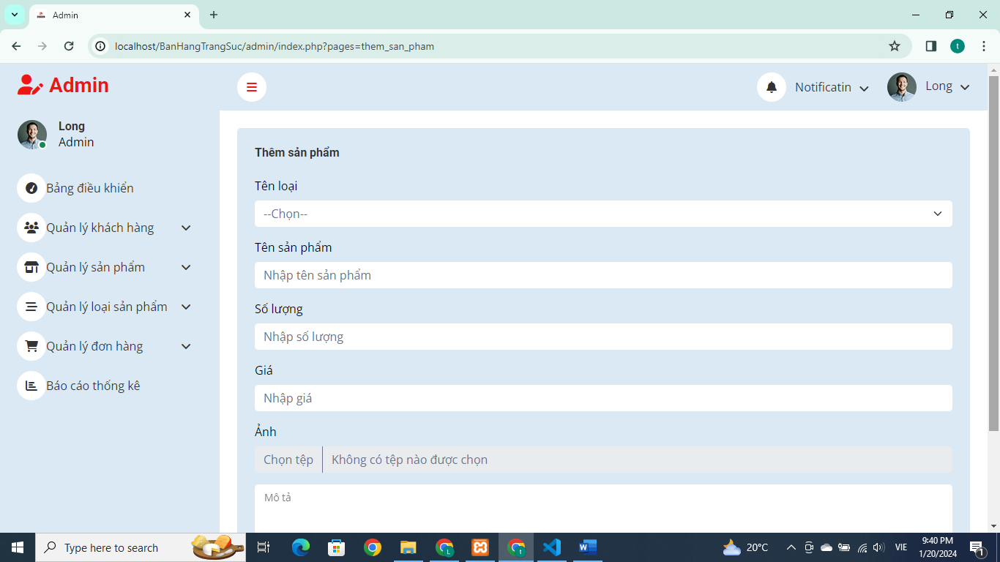 Admin
localhost/BanHangTrangSuc/admin/index.php?pages=them_san_pham
t
Admin
Notificatin
Long
Long
Admin
Bảng điều khiển
Quản lý khách hàng
Quản lý sản phẩm
Quản lý loại sản phẩm
Quản lý đơn hàng
Báo cáo thống kê
Thêm sản phẩm
Tên loại
--Chọn--
Tên sản phẩm
Nhập tên sản phẩm
Số lượng
Nhập số lượng
Giá
Nhập giá
Ảnh
Chọn tệp Không có tệp nào được chọn
Mô tả
Type here to search
20°C
VIE
9:40 PM
1/20/2024
1